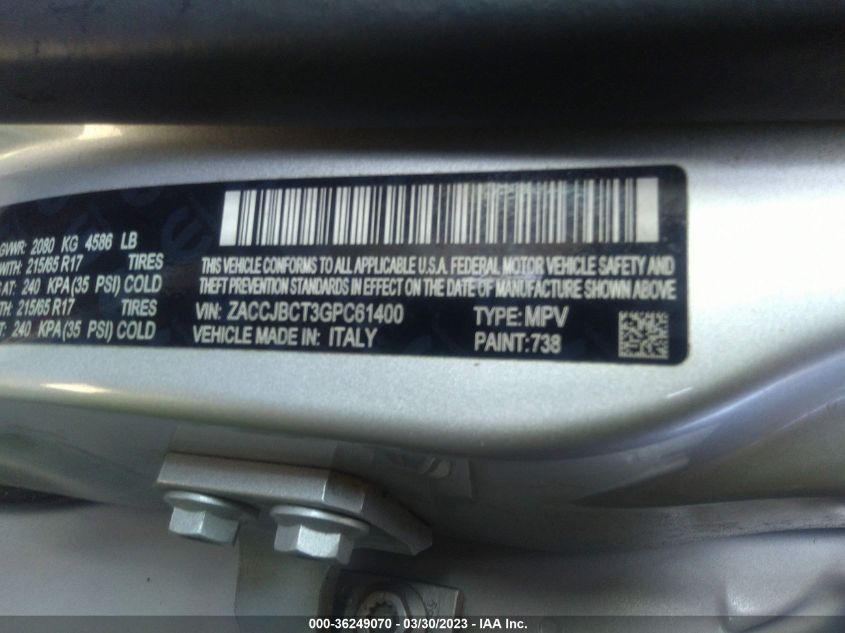 GVWR: 2080 KG 4586 LB
WITH: 215/65 R17 TIRES
AT: 240 KPA(35 PSI) COLD
TH: 215/65 R17 TIRES
T: 240 KPA(35 PSI) COLD
THIS VEHICLE CONFORMS TO ALL APPLICABLE U.S.A. FEDERAL MOTOR VEHICLE SAFETY AND
THEFT PREVENTION STANDARDS IN EFFECT ON THE DATE OF MANUFACTURE SHOWN ABOVE
VIN: ZACCJBCT3GPC61400 TYPE: MPV
VEHICLE MADE IN: ITALY PAINT: 738
000-36249070 - 03/30/2023 - IAA Inc.